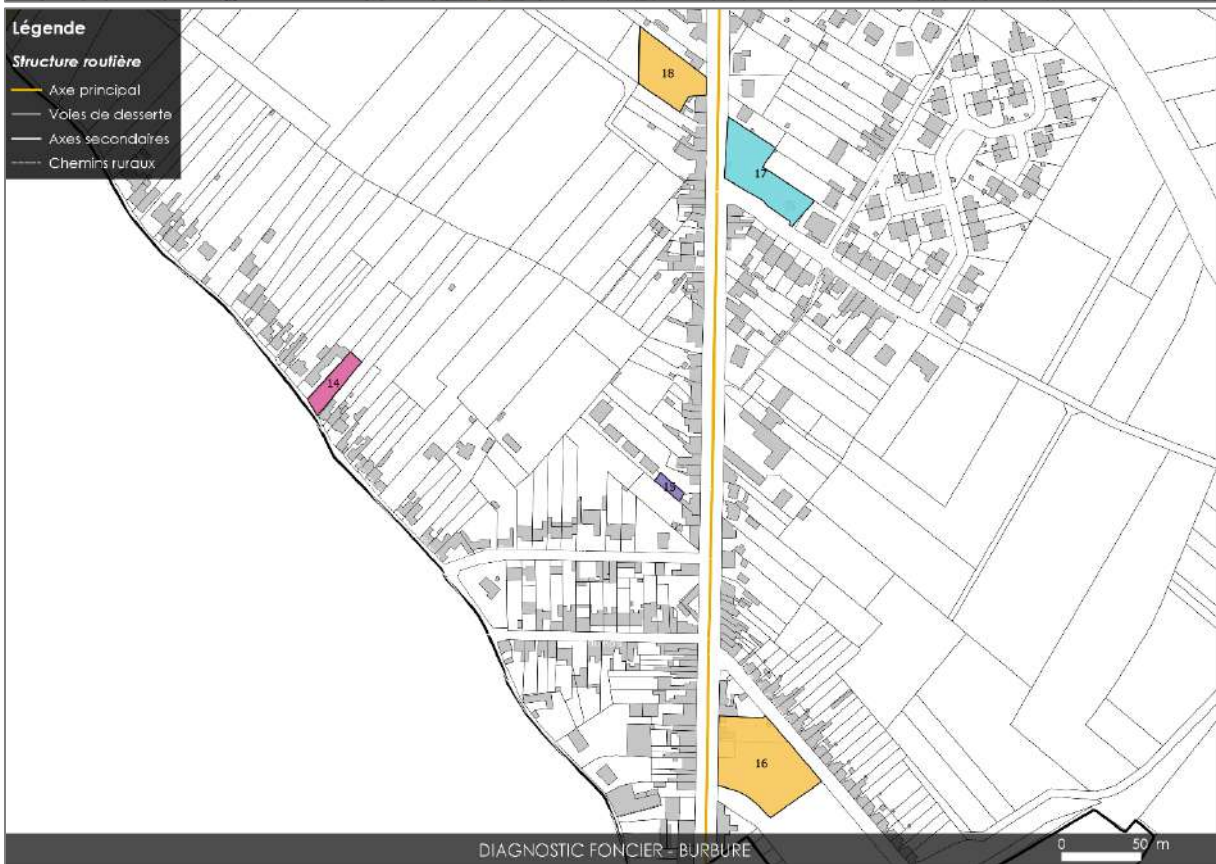 Légende
Structure routière
Axe principal
Voies de desserte
Axes secondaires
Chemins ruraux
18
17
14
15
16
DIAGNOSTIC FONCIER - BURBURE
0 50 m